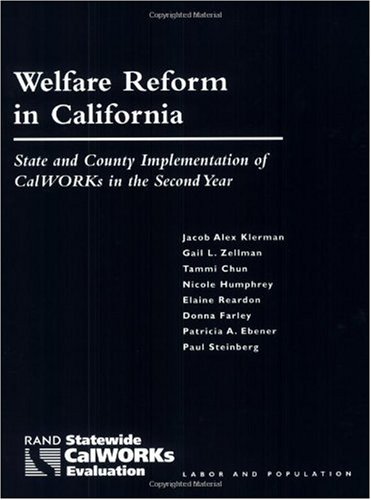 Copyrighted Material
Welfare Reform
in California
State and County Implementation of
CalWORKs in the Second Year
Jacob Alex Klerman
Gail L. Zellman
Tammi Chun
Nicole Humphrey
Elaine Reardon
Donna Farley
Patricia A. Ebener
Paul Steinberg
RAND Statewide
CalWORKs
Evaluation
LABOR AND POPULATION
Copyrighted Material